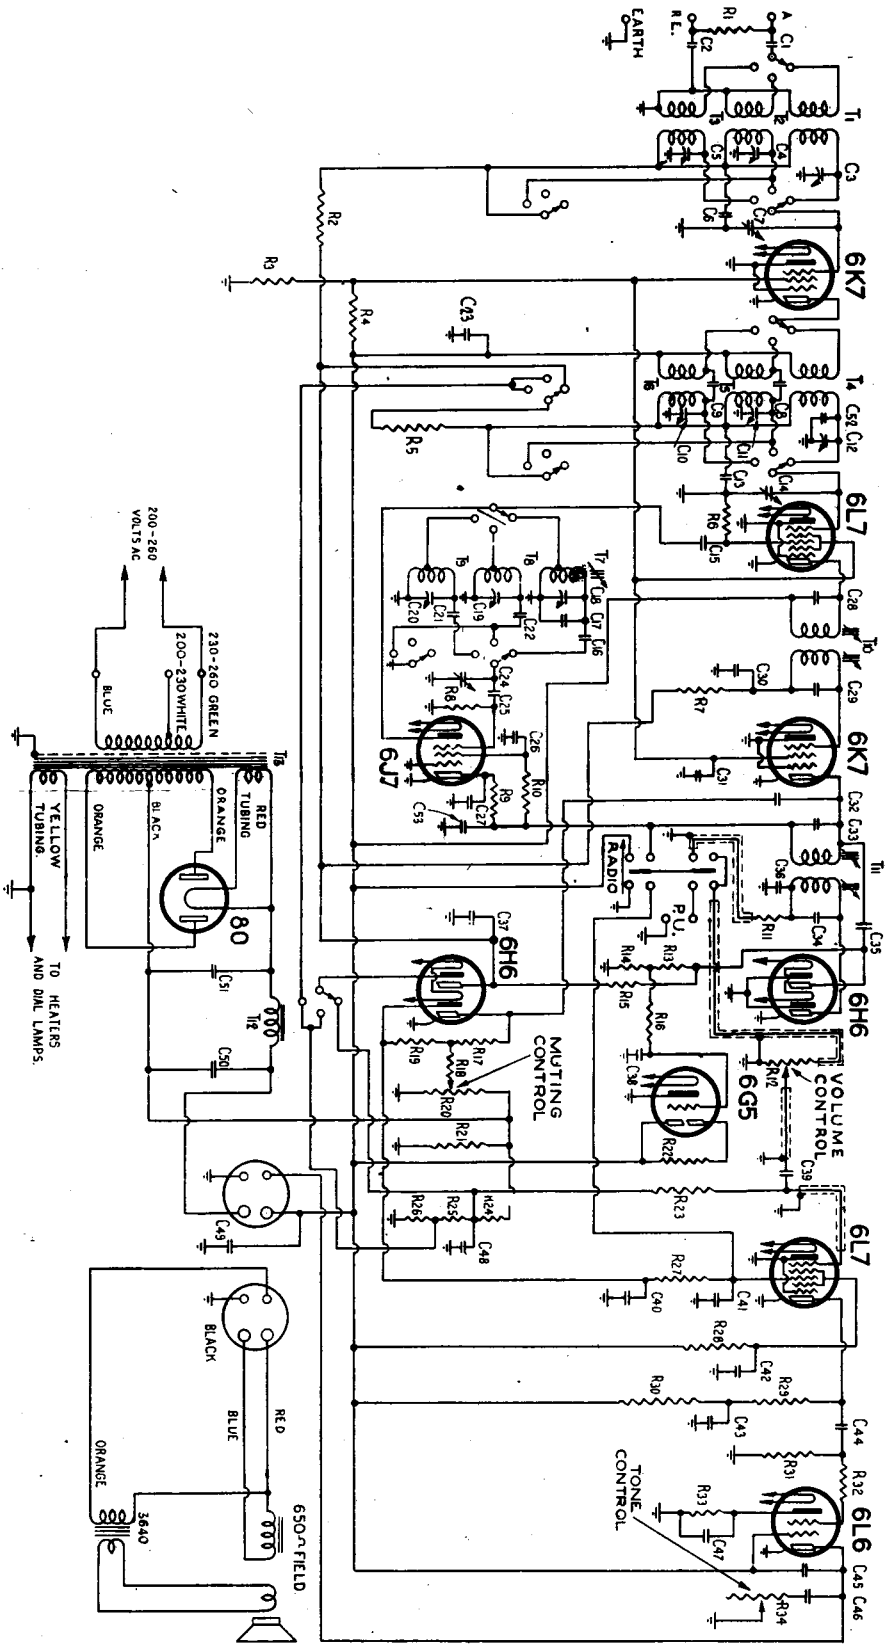 EARTH
R.E.
A
R1
C1
C2
T1
T2
T3
C3
C4
C5
C6
C7
6K7
R2
R3
R4
C23
T4
T5
T6
C52
C12
C8
C9
C10
C11
C13
C14
R5
R6
C15
6L7
T7
T8
T9
C18
C17
C16
C19
C20
C21
C22
C24
C25
R8
C26
6J7
R9
R10
C27
C53
C28
T10
C29
C30
R7
6K7
C31
C32
C33
T11
C34
C35
C36
R11
RADIO
P.U.
6H6
R12
VOLUME
CONTROL
R13
R14
R15
R16
C37
6H6
C38
6G5
R17
R18
R19
R20
R21
MUTING
CONTROL
R22
R23
R24
R25
R26
C39
6L7
C48
C49
C40
C41
R27
R28
C42
R29
R30
C43
C44
R31
R32
6L6
R33
C47
C45
C46
R34
TONE
CONTROL
200-260
VOLTS AC
230-260 GREEN
200-230 WHITE
BLUE
T13
RED
TUBING
ORANGE
BLACK
ORANGE
YELLOW
TUBING.
TO HEATERS
AND DIAL LAMPS.
80
C51
T12
C50
BLACK
RED
BLUE
ORANGE
650Ω FIELD.
3640